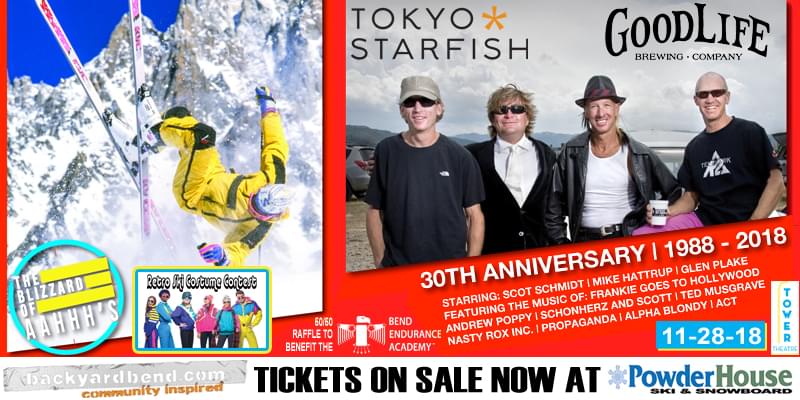 TOKYO
STARFISH
GOODLIFE
BREWING · COMPANY
30TH ANNIVERSARY | 1988 - 2018
STARRING: SCOT SCHMIDT | MIKE HATTRUP | GLEN PLAKE
FEATURING THE MUSIC OF: FRANKIE GOES TO HOLLYWOOD
ANDREW POPPY | SCHONHERZ AND SCOTT | TED MUSGRAVE
NASTY ROX INC. | PROPAGANDA | ALPHA BLONDY | ACT
11-28-18
TOWER
THEATRE
THE
BLIZZARD
OF
AAHHH'S
Retro Ski Costume Contest
50/50
RAFFLE TO
BENEFIT THE
BEND
ENDURANCE
ACADEMY
backyardbend.com
community inspired
TICKETS ON SALE NOW AT
PowderHouse
SKI & SNOWBOARD